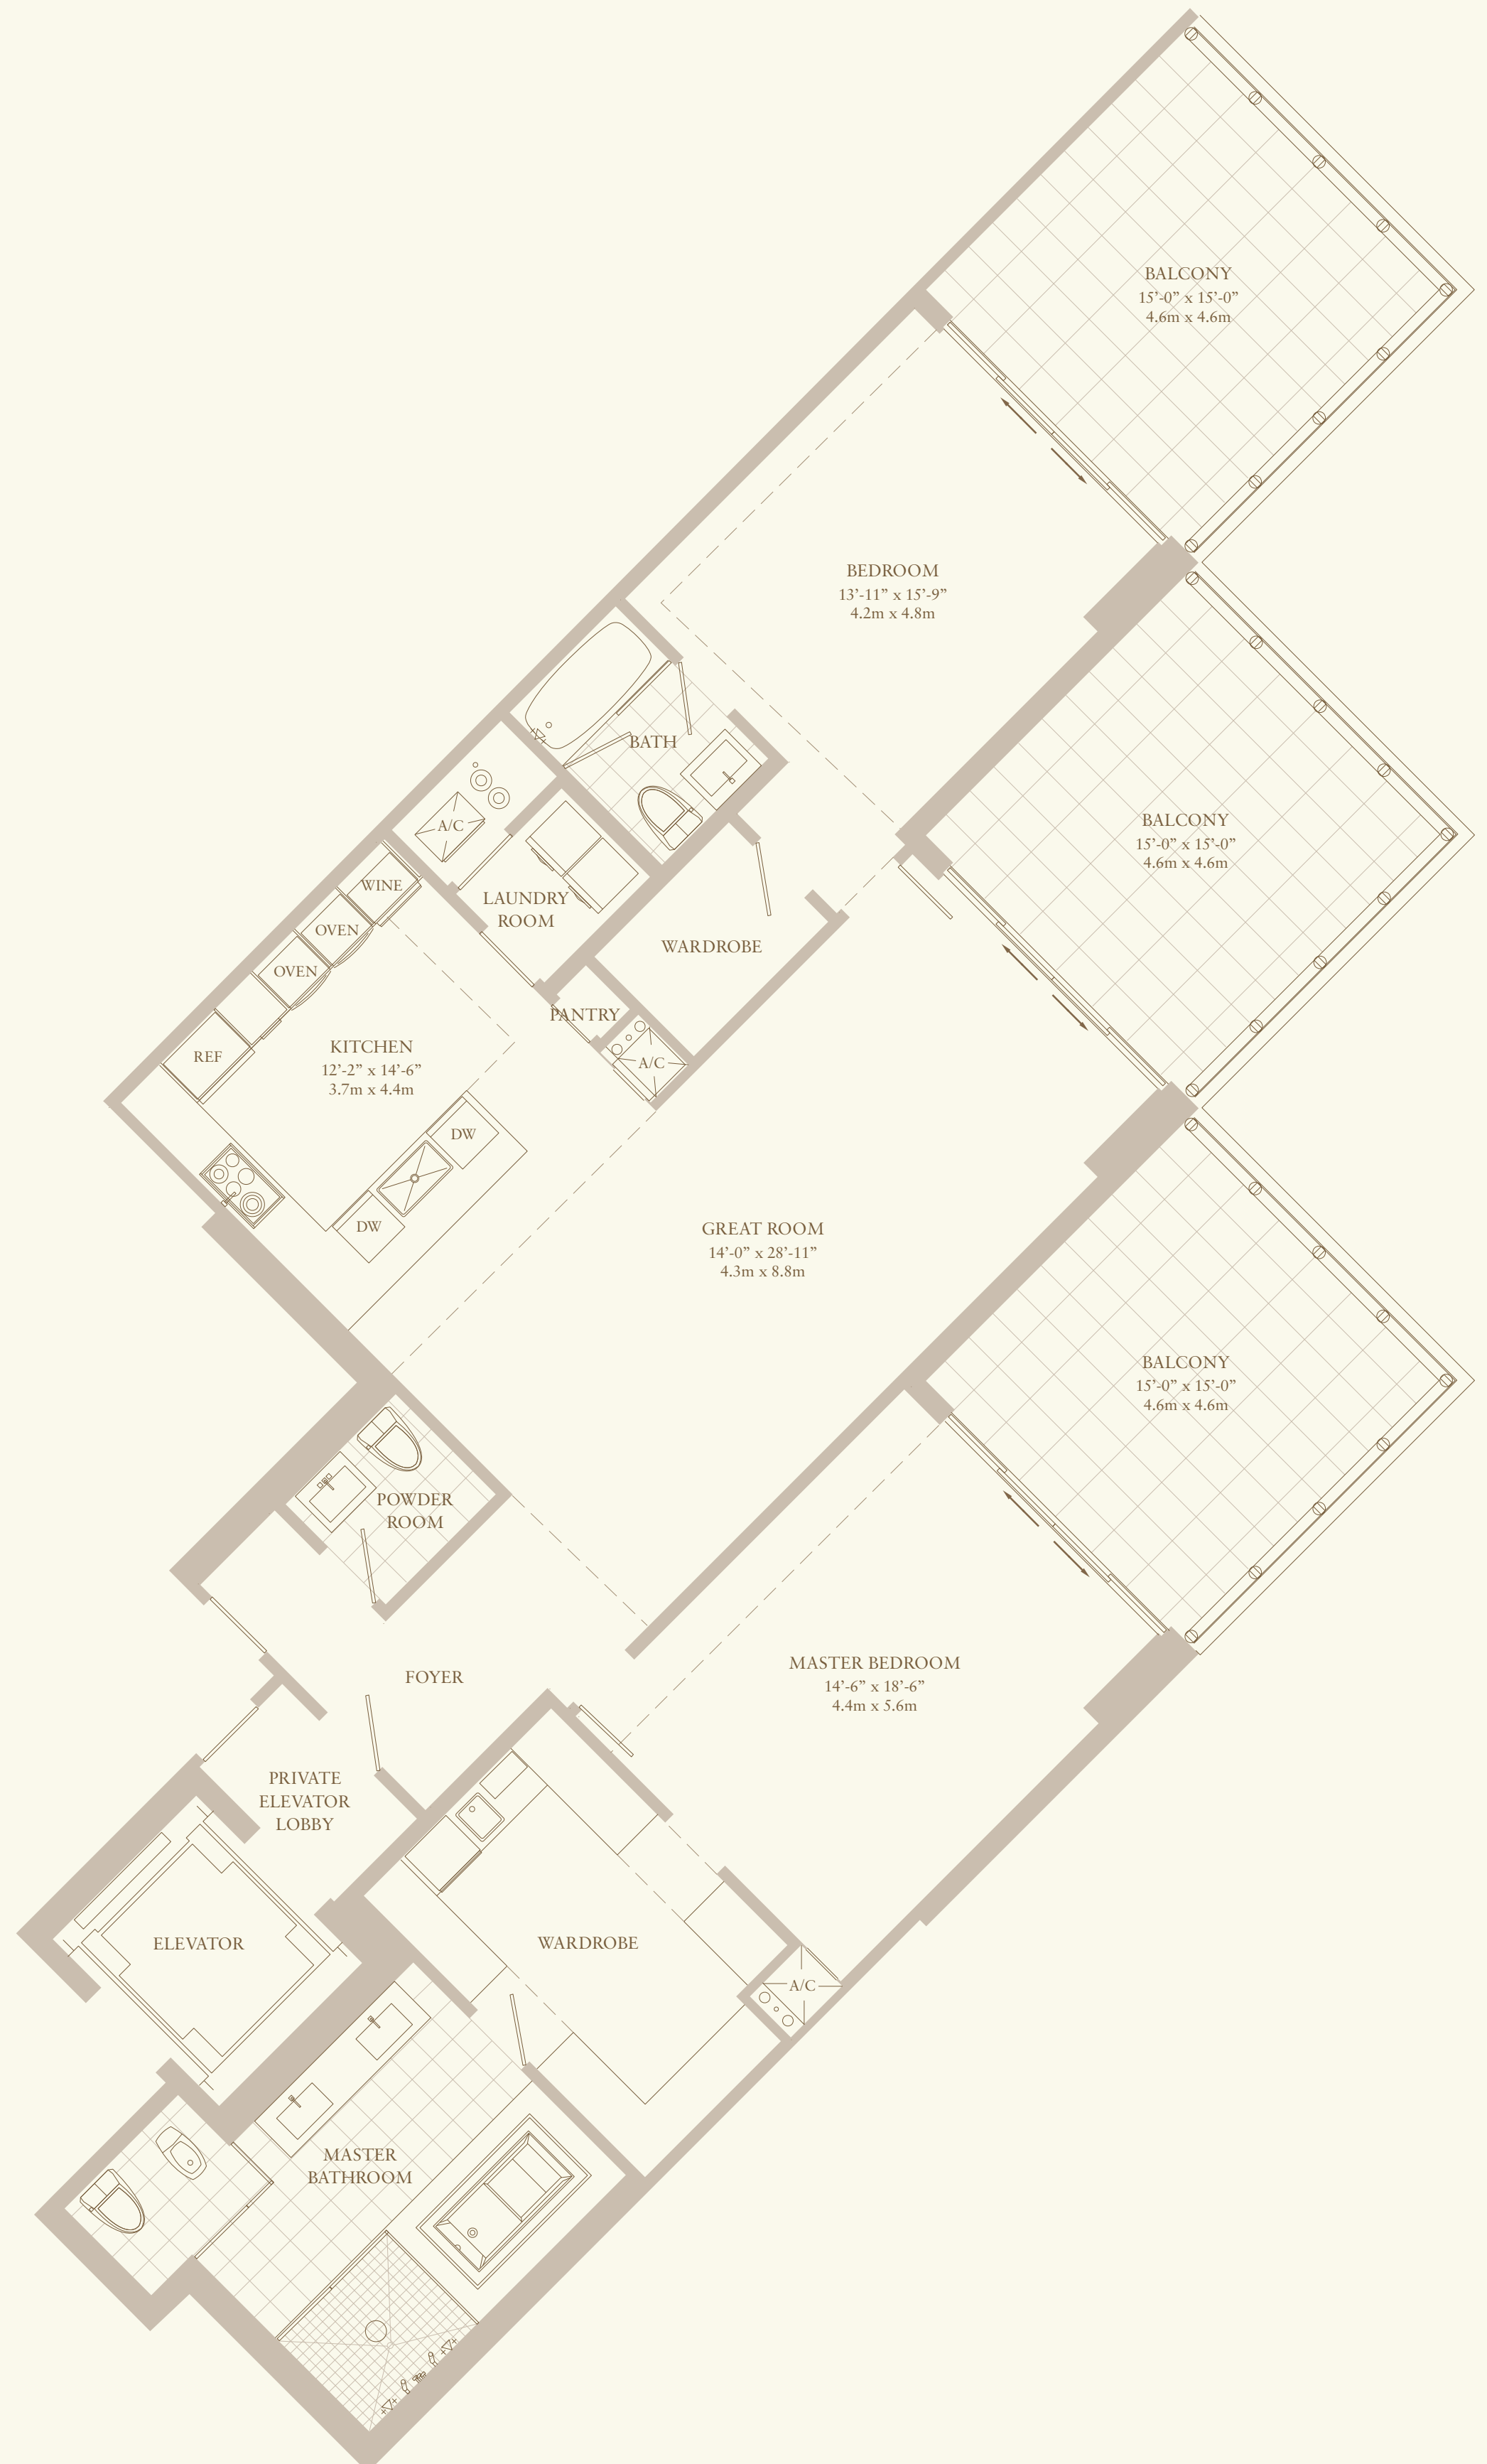 BALCONY
15’-0” x 15’-0”
4.6m x 4.6m
BEDROOM
13’-11” x 15’-9”
4.2m x 4.8m
BATH
A/C
BALCONY
15’-0” x 15’-0”
4.6m x 4.6m
WINE
LAUNDRY
ROOM
OVEN
WARDROBE
OVEN
PANTRY
KITCHEN
12’-2” x 14’-6”
3.7m x 4.4m
REF
A/C
DW
DW
GREAT ROOM
14’-0” x 28’-11”
4.3m x 8.8m
BALCONY
15’-0” x 15’-0”
4.6m x 4.6m
POWDER
ROOM
MASTER BEDROOM
14’-6” x 18’-6”
4.4m x 5.6m
FOYER
PRIVATE
ELEVATOR
LOBBY
ELEVATOR
WARDROBE
A/C
MASTER
BATHROOM